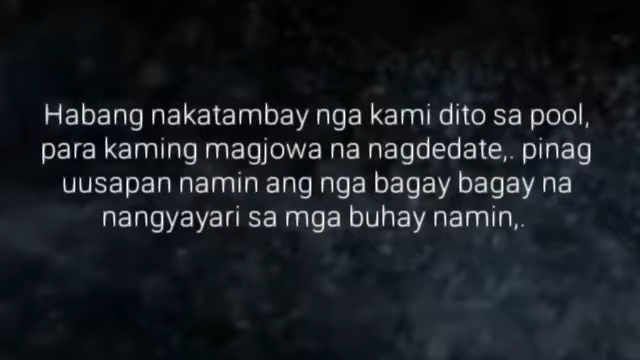 Habang nakatambay nga kami dito sa pool,
para kaming magjowa na nagdedate,. pinag
uusapan namin ang nga bagay bagay na
nangyayari sa mga buhay namin,.